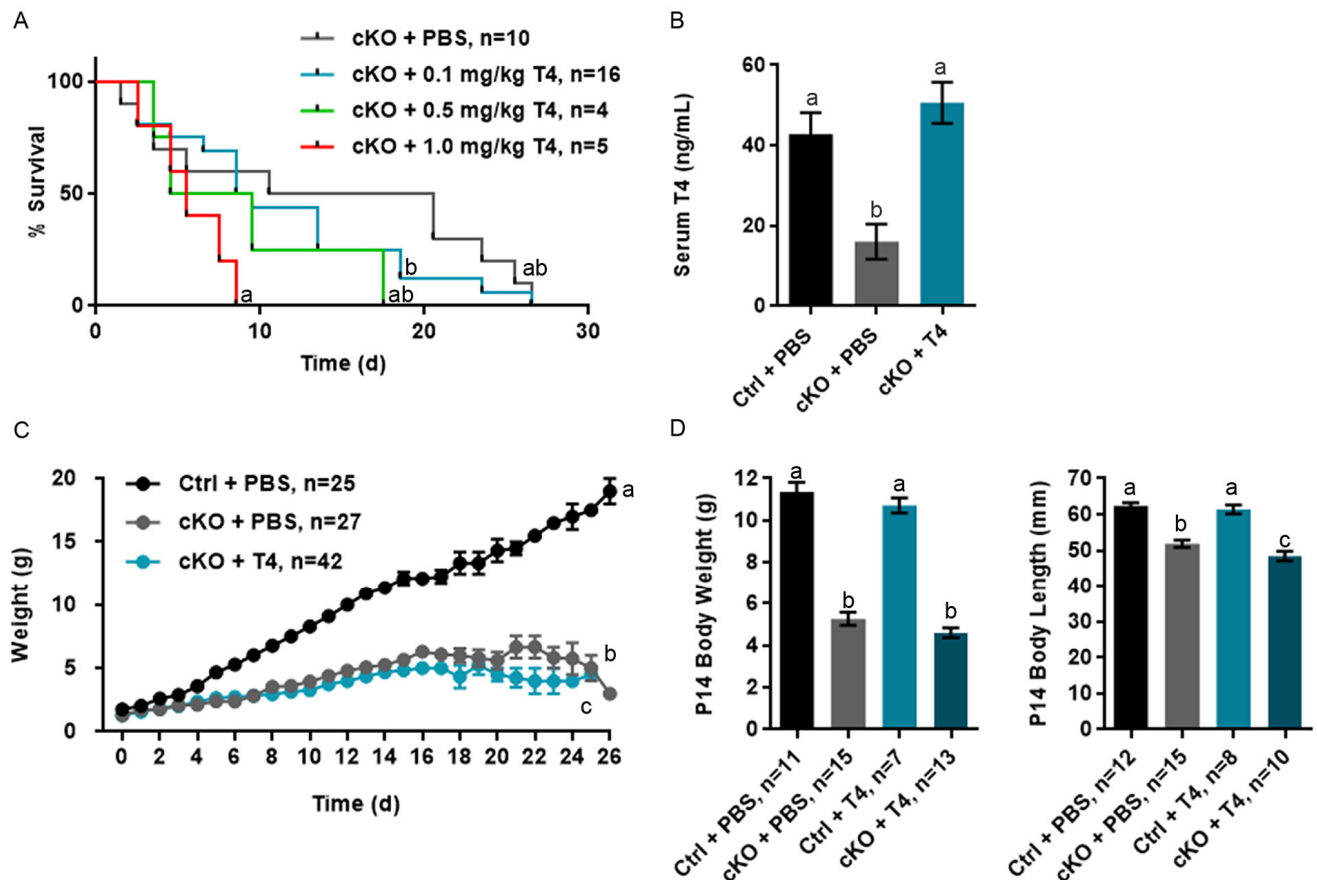 A
cKO + PBS, n=10
cKO + 0.1 mg/kg T4, n=16
cKO + 0.5 mg/kg T4, n=4
cKO + 1.0 mg/kg T4, n=5
% Survival
100
50
0
b
ab
a
ab
0 10 20 30
Time (d)
B
Serum T4 (ng/mL)
60
40
20
0
a
b
a
Ctrl + PBS
cKO + PBS
cKO + T4
C
Ctrl + PBS, n=25
cKO + PBS, n=27
cKO + T4, n=42
Weight (g)
20
15
10
5
0
a
b
c
0 2 4 6 8 10 12 14 16 18 20 22 24 26
Time (d)
D
P14 Body Weight (g)
12
10
8
6
4
2
0
a
b
a
b
Ctrl + PBS, n=11
cKO + PBS, n=15
Ctrl + T4, n=7
cKO + T4, n=13
P14 Body Length (mm)
70
60
50
40
30
20
10
0
a
b
a
c
Ctrl + PBS, n=12
cKO + PBS, n=15
Ctrl + T4, n=8
cKO + T4, n=10